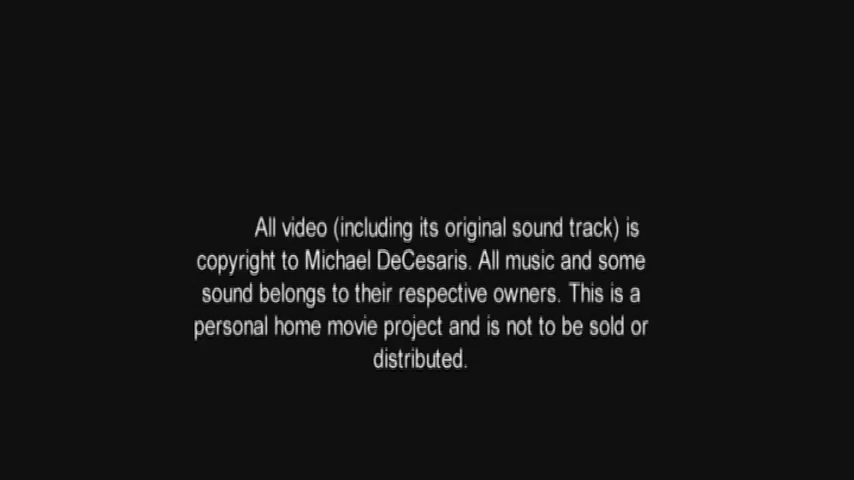 All video (including its original sound track) is
copyright to Michael DeCesaris. All music and some
sound belongs to their respective owners. This is a
personal home movie project and is not to be sold or
distributed.